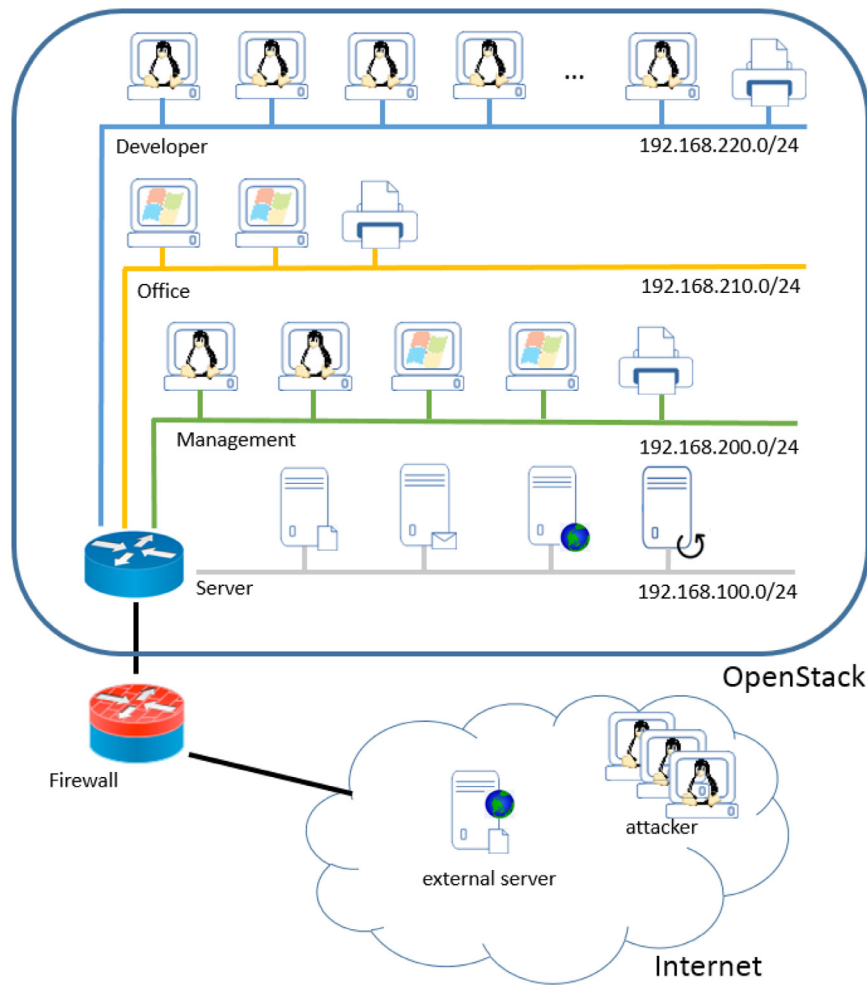 ...
Developer
192.168.220.0/24
Office
192.168.210.0/24
Management
192.168.200.0/24
Server
192.168.100.0/24
OpenStack
Firewall
attacker
external server
Internet